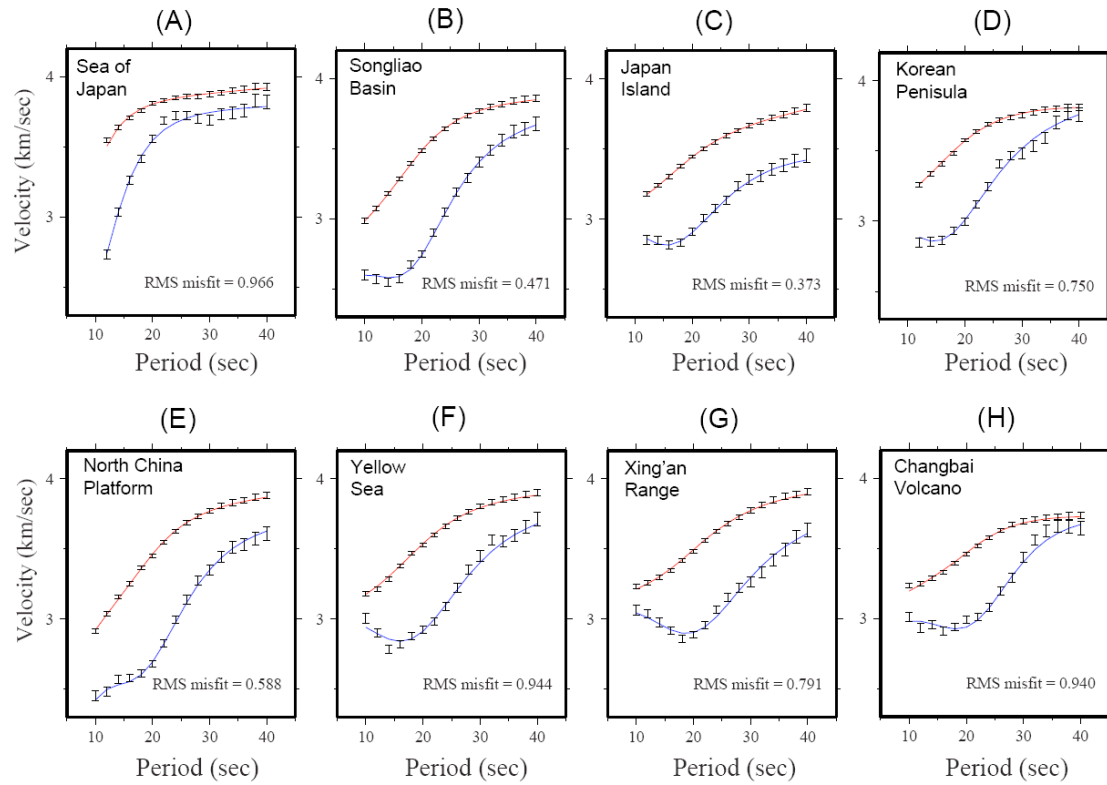 (A) (B) (C) (D)
Velocity (km/sec)
4
3
Sea of
Japan
RMS misfit = 0.966
10 20 30 40
Period (sec)
4
3
Songliao
Basin
RMS misfit = 0.471
10 20 30 40
Period (sec)
4
3
Japan
Island
RMS misfit = 0.373
10 20 30 40
Period (sec)
4
3
Korean
Penisula
RMS misfit = 0.750
10 20 30 40
Period (sec)
(E) (F) (G) (H)
Velocity (km/sec)
4
3
North China
Platform
RMS misfit = 0.588
10 20 30 40
Period (sec)
4
3
Yellow
Sea
RMS misfit = 0.944
10 20 30 40
Period (sec)
4
3
Xing'an
Range
RMS misfit = 0.791
10 20 30 40
Period (sec)
4
3
Changbai
Volcano
RMS misfit = 0.940
10 20 30 40
Period (sec)